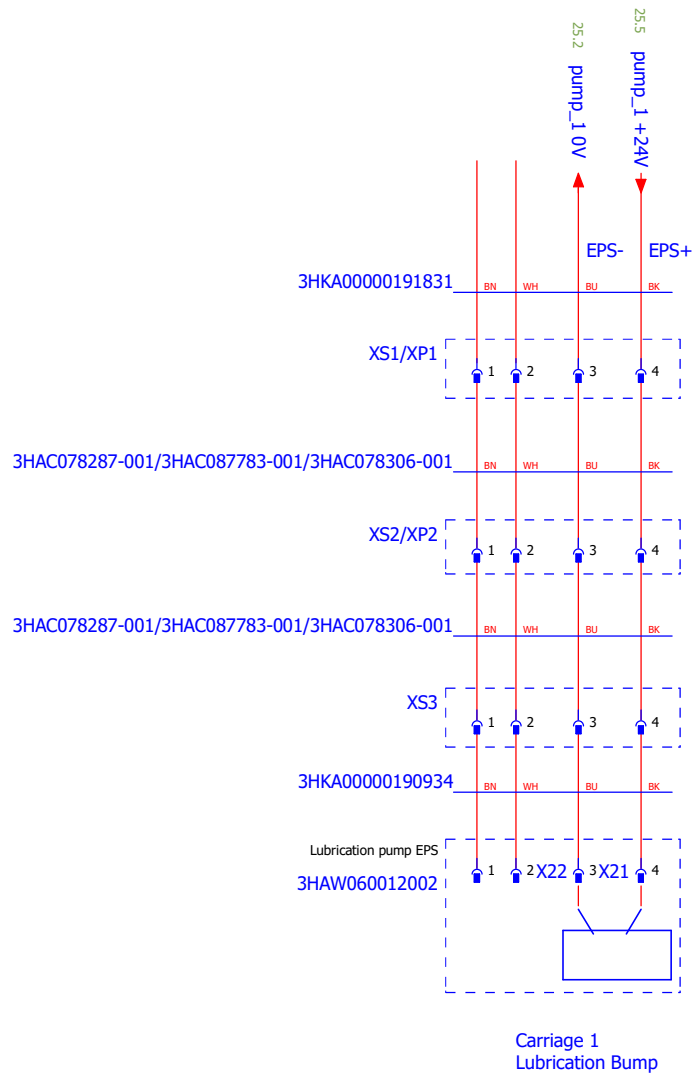 25.2
25.5
pump_1 0V
pump_1 +24V
EPS-
EPS+
3HKA00000191831
BN WH BU BK
XS1/XP1
1 2 3 4
3HAC078287-001/3HAC087783-001/3HAC078306-001
BN WH BU BK
XS2/XP2
1 2 3 4
3HAC078287-001/3HAC087783-001/3HAC078306-001
BN WH BU BK
XS3
1 2 3 4
3HKA00000190934
BN WH BU BK
Lubrication pump EPS
1 2 X22 3 X21 4
3HAW060012002
Carriage 1
Lubrication Bump